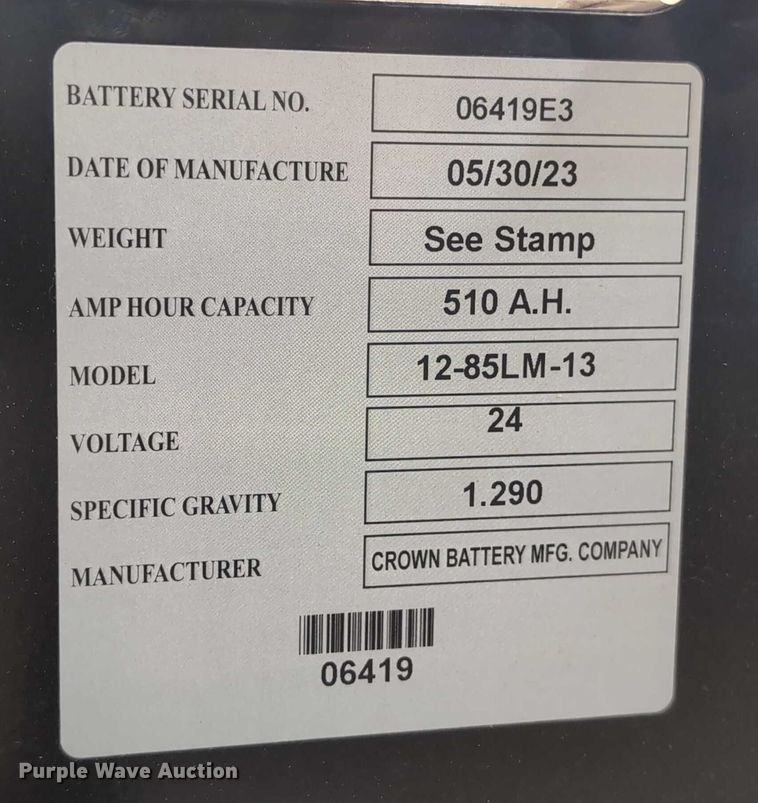 BATTERY SERIAL NO. 06419E3
DATE OF MANUFACTURE 05/30/23
WEIGHT See Stamp
AMP HOUR CAPACITY 510 A.H.
MODEL 12-85LM-13
VOLTAGE 24
SPECIFIC GRAVITY 1.290
MANUFACTURER CROWN BATTERY MFG. COMPANY
06419
Purple Wave Auction